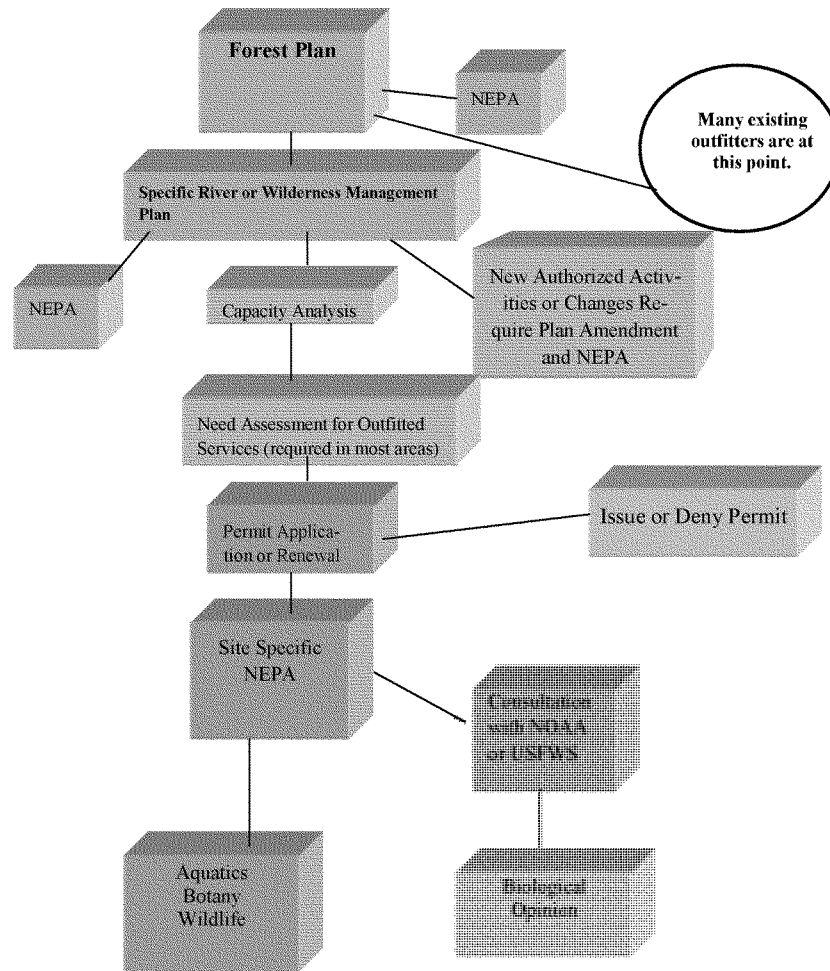 Forest Plan
NEPA
Many existing
outfitters are at
this point.
Specific River or Wilderness Management
Plan
NEPA
Capacity Analysis
New Authorized Activ-
ities or Changes Re-
quire Plan Amendment
and NEPA
Need Assessment for Outfitted
Services (required in most areas)
Permit Applica-
tion or Renewal
Issue or Deny Permit
Site Specific
NEPA
Consultation
with NOAA
or USFWS
Aquatics
Botany
Wildlife
Biological
Opinion